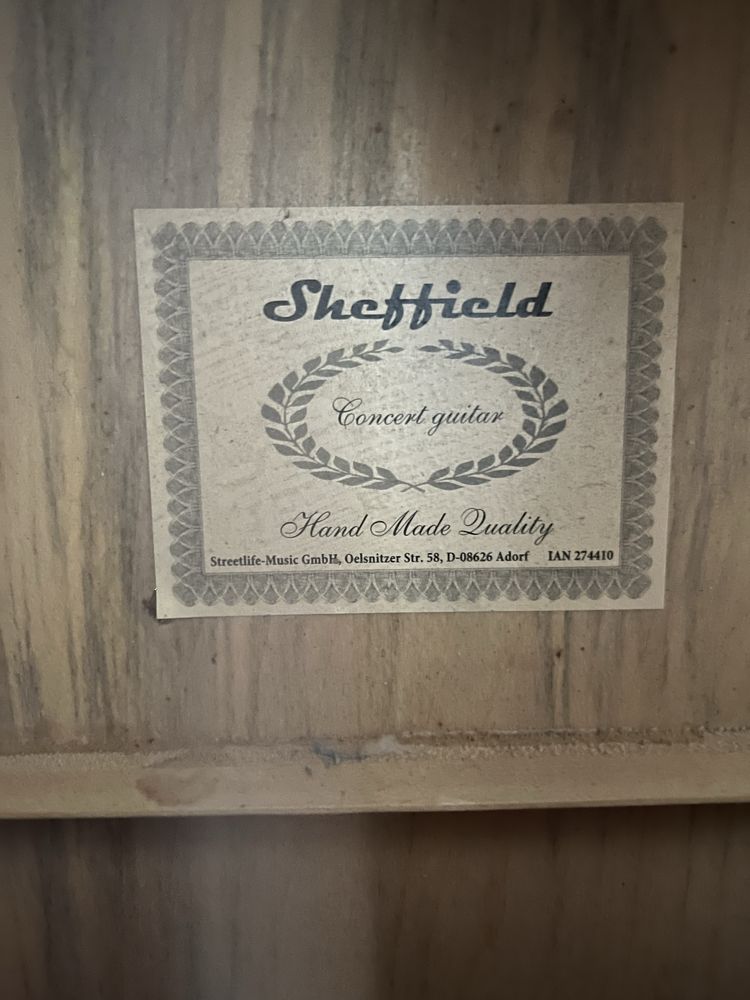 Sheffield
Concert guitar
Hand Made Quality
Streetlife-Music GmbH, Oelsnitzer Str. 58, D-08626 Adorf IAN 274410